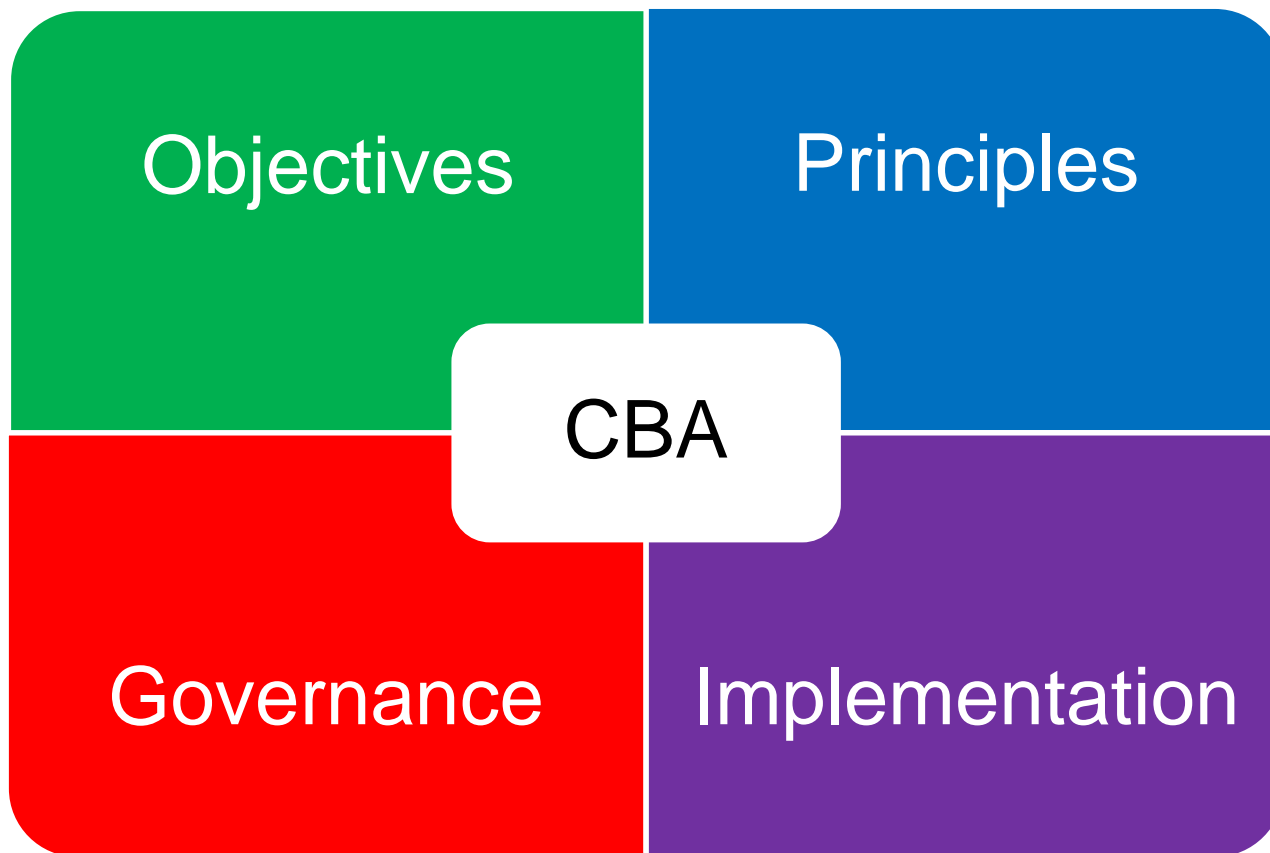 Objectives
Principles
CBA
Governance
Implementation